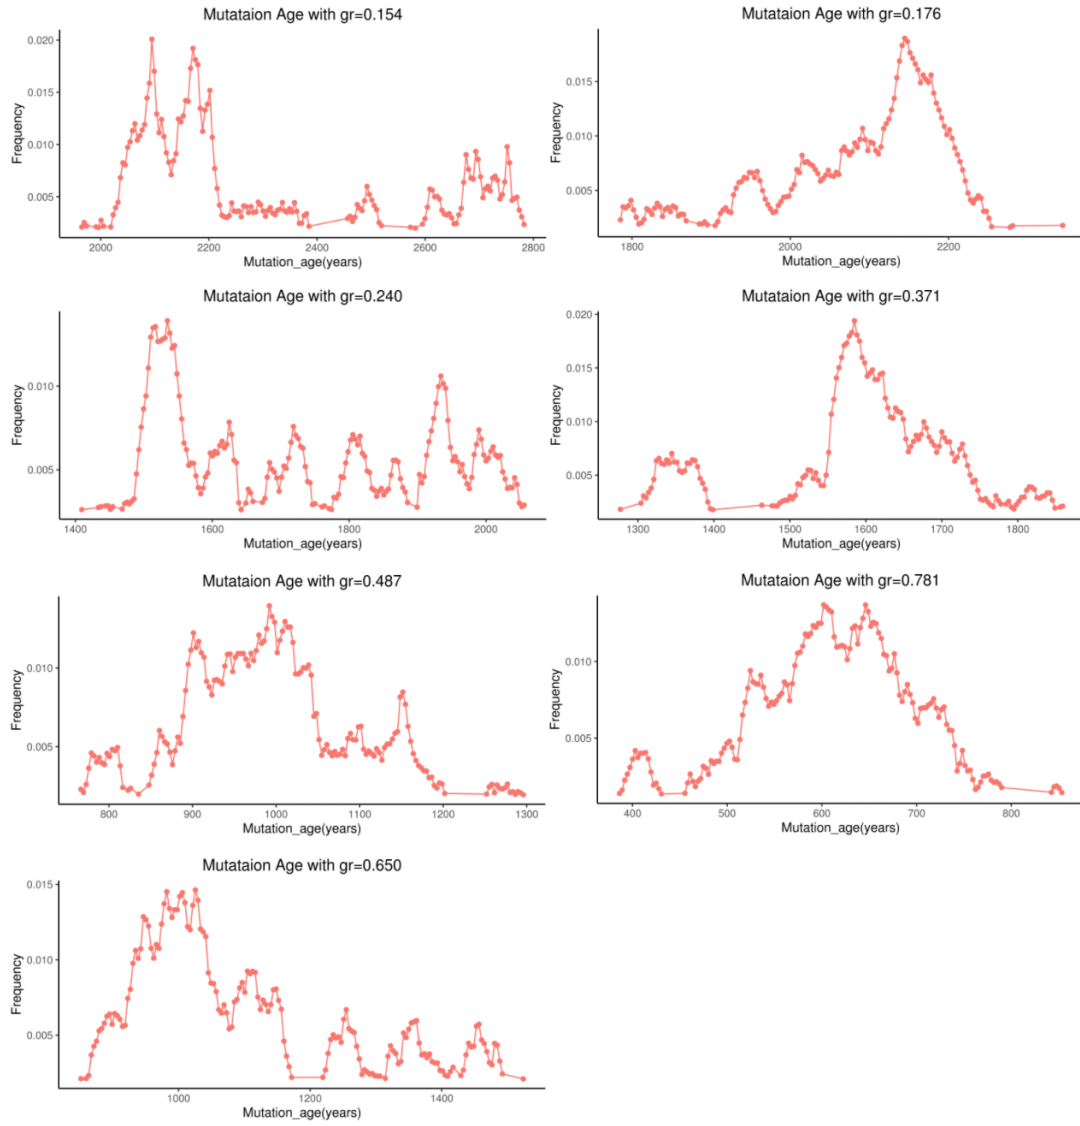 Mutataion Age with gr=0.154
0.020
0.015
0.010
0.005
Frequency
2000 2200 2400 2600 2800
Mutation_age(years)
Mutataion Age with gr=0.176
0.015
0.010
0.005
Frequency
1800 2000 2200
Mutation_age(years)
Mutataion Age with gr=0.240
0.010
0.005
Frequency
1400 1600 1800 2000
Mutation_age(years)
Mutataion Age with gr=0.371
0.020
0.015
0.010
0.005
Frequency
1300 1400 1500 1600 1700 1800
Mutation_age(years)
Mutataion Age with gr=0.487
0.010
0.005
Frequency
800 900 1000 1100 1200 1300
Mutation_age(years)
Mutataion Age with gr=0.781
0.010
0.005
Frequency
400 500 600 700 800
Mutation_age(years)
Mutataion Age with gr=0.650
0.015
0.010
0.005
Frequency
1000 1200 1400
Mutation_age(years)